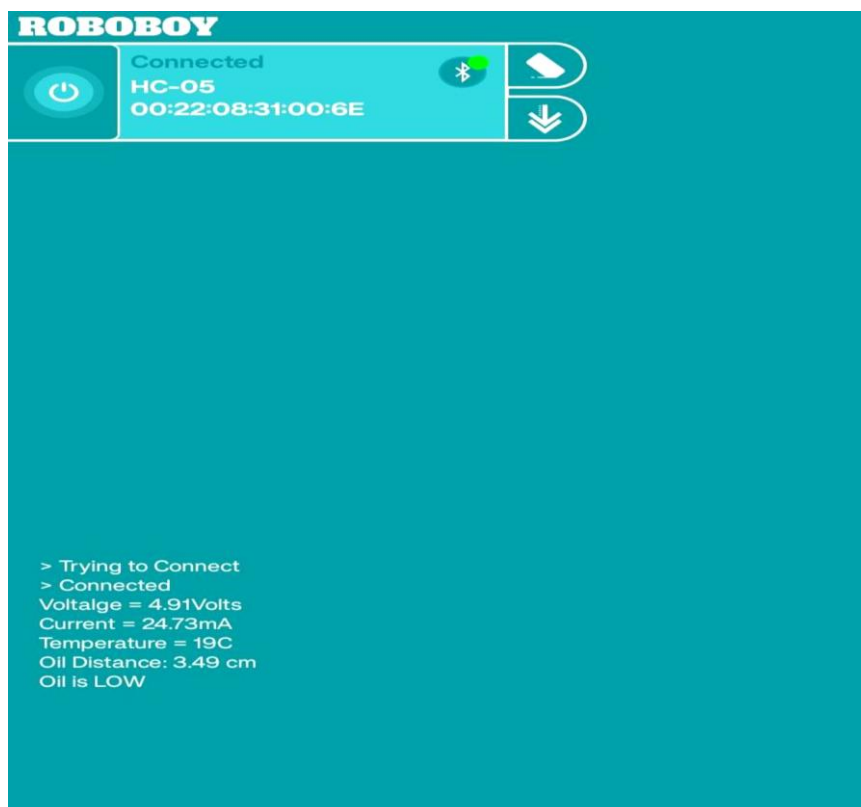 ROBOBOY
Connected
HC-05
00:22:08:31:00:6E
> Trying to Connect
> Connected
Voltalge = 4.91Volts
Current = 24.73mA
Temperature = 19C
Oil Distance: 3.49 cm
Oil is LOW